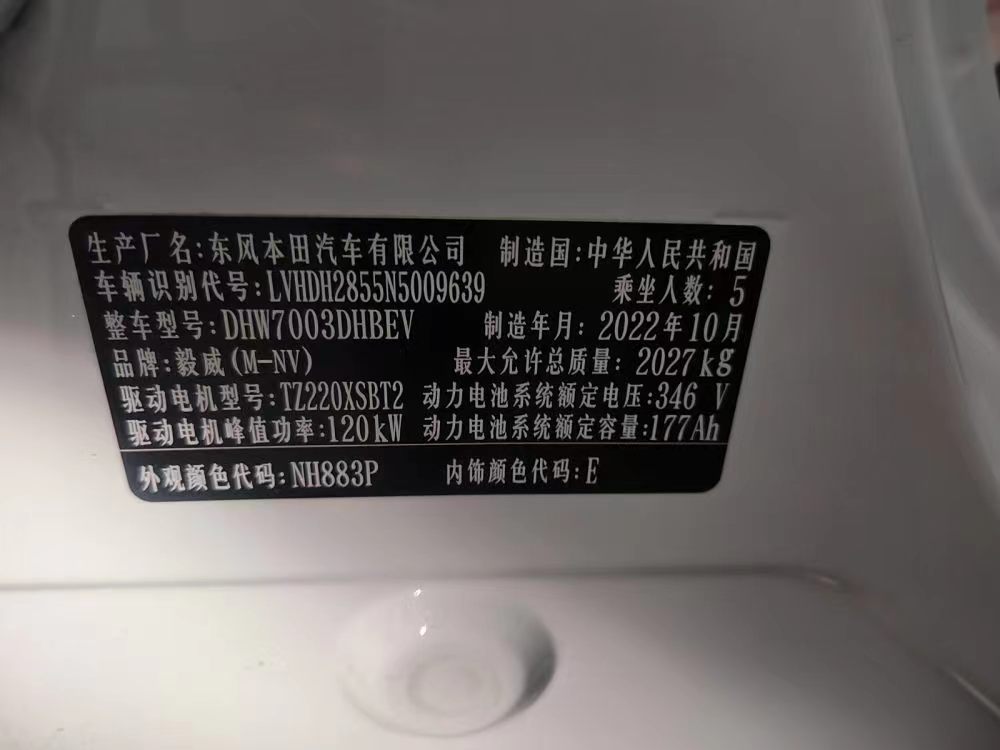 生产厂名:东风本田汽车有限公司 制造国:中华人民共和国
车辆识别代号:LVHDH2855N5009639 乘坐人数: 5
整车型号:DHW7003DHBEV 制造年月: 2022年10月
品牌:毅威(M-NV) 最大允许总质量: 2027kg
驱动电机型号:TZ220XSBT2 动力电池系统额定电压:346 V
驱动电机峰值功率:120kW 动力电池系统额定容量:177Ah
外观颜色代码:NH883P 内饰颜色代码:E